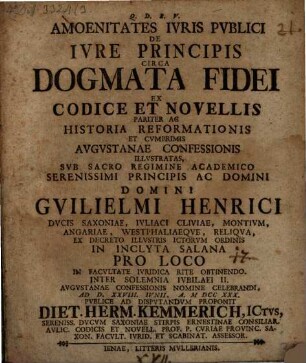 Q. D. B. V.
AMOENITATES IVRIS PVBLICI
DE
IVRE PRINCIPIS
CIRCA
DOGMATA FIDEI
EX
CODICE ET NOVELLIS
PARITER AC
HISTORIA REFORMATIONIS
ET CVMPRIMIS
AVGVSTANAE CONFESSIONIS
ILLVSTRATAS,
SVB SACRO REGIMINE ACADEMICO
SERENISSIMI PRINCIPIS AC DOMINI
DOMINI
GVILIELMI HENRICI
DVCIS SAXONIAE, IVLIACI CLIVIAE, MONTIVM,
ANGARIAE, WESTPHALIAEQVE, RELIQVA,
EX DECRETO ILLVSTRIS ICTORVM ORDINIS
IN INCLYTA SALANA
PRO LOCO
IN FACVLTATE IVRIDICA RITE OBTINENDO.
INTER SOLEMNIA IVBILAEI II.
AVGVSTANAE CONFESSIONIS NOMINE CELEBRANDI,
AD D. XXVIII. IVNII, A. M DCC XXX.
PVBLICE AD DISPVTANDVM PROPONIT
DIET. HERM. KEMMERICH, ICTVS,
SERENISS. DVCVM SAXONIAE STIRPIS ERNESTINAE CONSILIAR.
AVLIC. CODICIS ET NOVELL. PROF. P. CVRIAE PROVINC. SA-
XON. FACVLT. IVRID. ET SCABINAT. ASSESSOR.
IENAE, LITTERIS MVLLERIANIS.